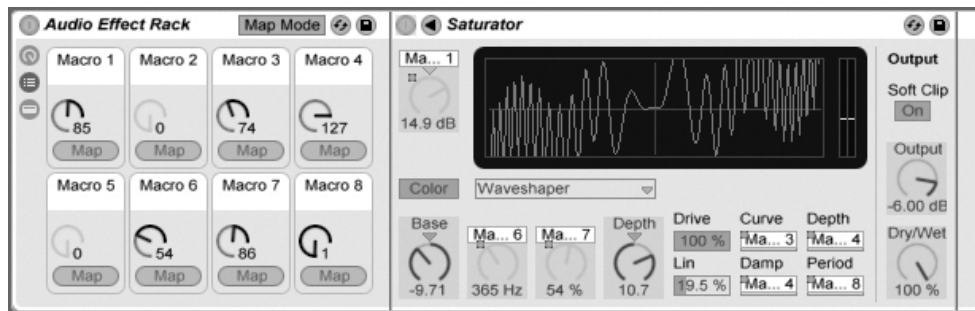 Audio Effect Rack
Map Mode
Macro 1
Macro 2
Macro 3
Macro 4
85
0
74
127
Map
Map
Map
Map
Macro 5
Macro 6
Macro 7
Macro 8
0
54
86
1
Map
Map
Map
Map
Saturator
Ma... 1
14.9 dB
Color
Waveshaper
Base
-9.71
Ma... 6
365 Hz
Ma... 7
54 %
Depth
10.7
Drive
Curve
Depth
100 %
Ma... 3
Ma... 4
Lin
Damp
Period
19.5 %
Ma... 4
Ma... 8
Output
Soft Clip
On
Output
-6.00 dB
Dry/Wet
100 %